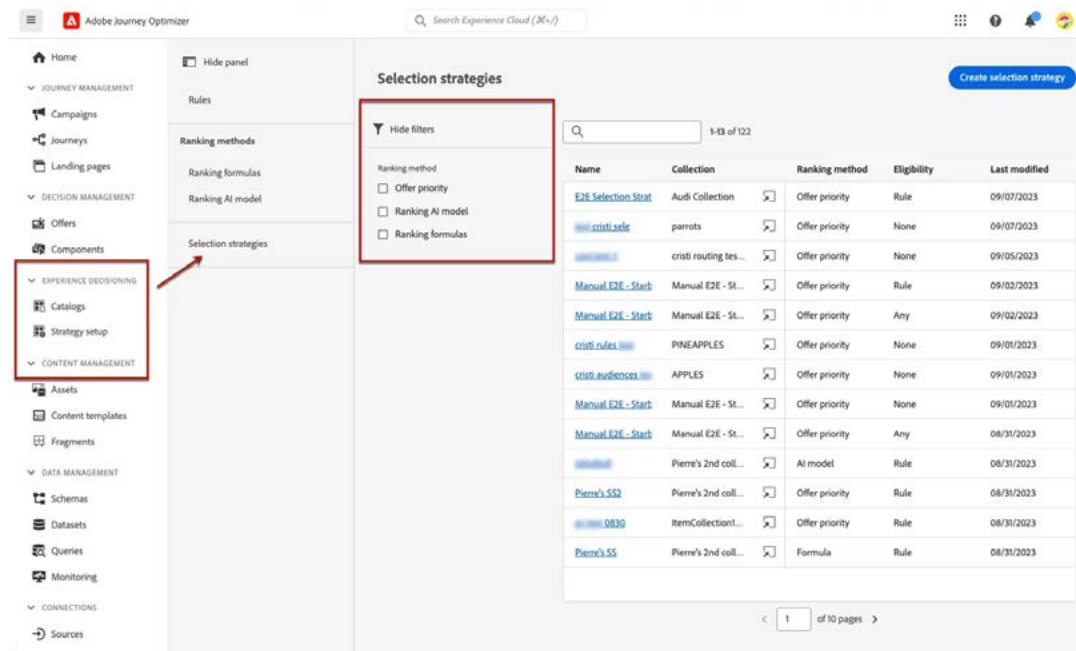 Adobe Journey Optimizer
Search Experience Cloud (⌘+/)
Home
JOURNEY MANAGEMENT
Campaigns
Journeys
Landing pages
DECISION MANAGEMENT
Offers
Components
EXPERIENCE DECISIONING
Catalogs
Strategy setup
CONTENT MANAGEMENT
Assets
Content templates
Fragments
DATA MANAGEMENT
Schemas
Datasets
Queries
Monitoring
CONNECTIONS
Sources
Hide panel
Rules
Ranking methods
Ranking formulas
Ranking AI model
Selection strategies
Selection strategies
Create selection strategy
Hide filters
Ranking method
Offer priority
Ranking AI model
Ranking formulas
1-13 of 122
Name Collection Ranking method Eligibility Last modified
E2E Selection Strat Audi Collection Offer priority Rule 09/07/2023
cristi sele parrots Offer priority None 09/07/2023
cristi routing tes... Offer priority None 09/05/2023
Manual E2E - Start Manual E2E - St... Offer priority Rule 09/02/2023
Manual E2E - Start Manual E2E - St... Offer priority Any 09/02/2023
cristi rules PINEAPPLES Offer priority None 09/01/2023
cristi audiences APPLES Offer priority None 09/01/2023
Manual E2E - Start Manual E2E - St... Offer priority None 09/01/2023
Manual E2E - Start Manual E2E - St... Offer priority Any 08/31/2023
Pierre's 2nd coll... AI model Rule 08/31/2023
Pierre's SS2 Pierre's 2nd coll... Offer priority Rule 08/31/2023
0830 ItemCollection1... Offer priority Rule 08/31/2023
Pierre's SS Pierre's 2nd coll... Formula Rule 08/31/2023
1 of 10 pages